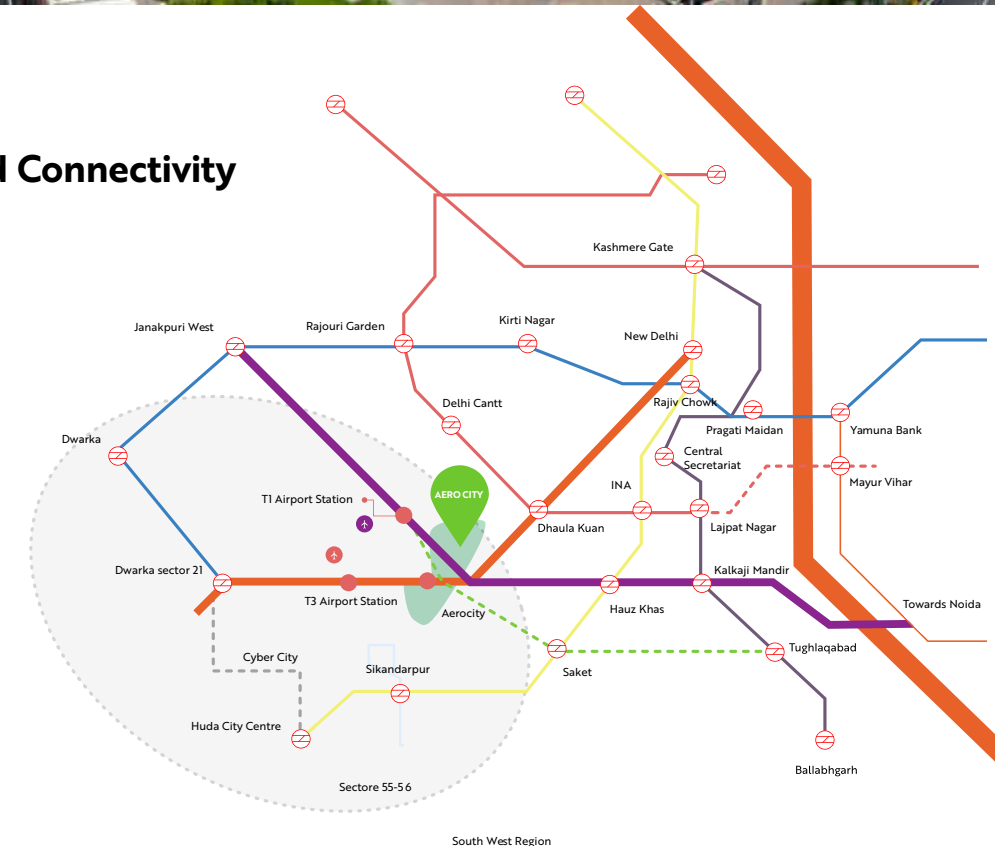 Connectivity
Kashmere Gate
Janakpuri West
Rajouri Garden
Kirti Nagar
New Delhi
Delhi Cantt
Rajiv Chowk
Pragati Maidan
Yamuna Bank
Dwarka
Central
Secretariat
Mayur Vihar
INA
T1 Airport Station
AERO CITY
Dhaula Kuan
Lajpat Nagar
Dwarka sector 21
Kalkaji Mandir
T3 Airport Station
Aerocity
Hauz Khas
Towards Noida
Cyber City
Sikandarpur
Saket
Tughlaqabad
Huda City Centre
Ballabhgarh
Sectore 55-56
South West Region